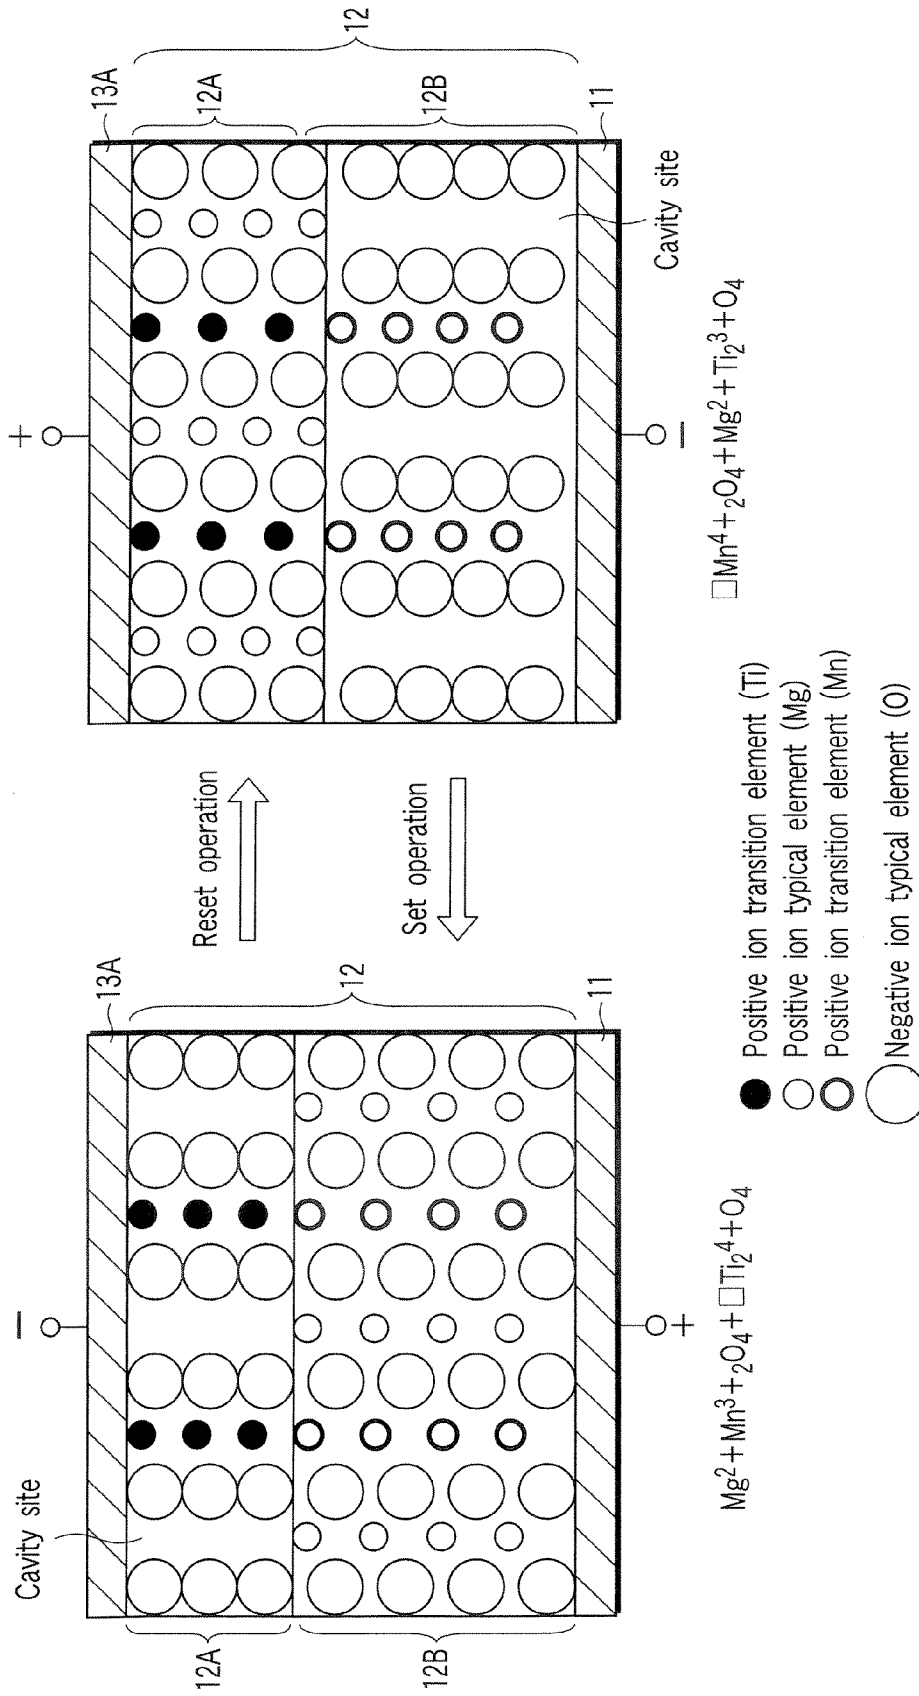 Cavity site
−
13A
12A
12
12B
11
+
Mg2+Mn3+2O4+□Ti24+O4
Reset operation
Set operation
+
13A
12A
12
12B
11
Cavity site
−
□Mn4+2O4+Mg2+Ti23+O4
Positive ion transition element (Ti)
Positive ion typical element (Mg)
Positive ion transition element (Mn)
Negative ion typical element (O)